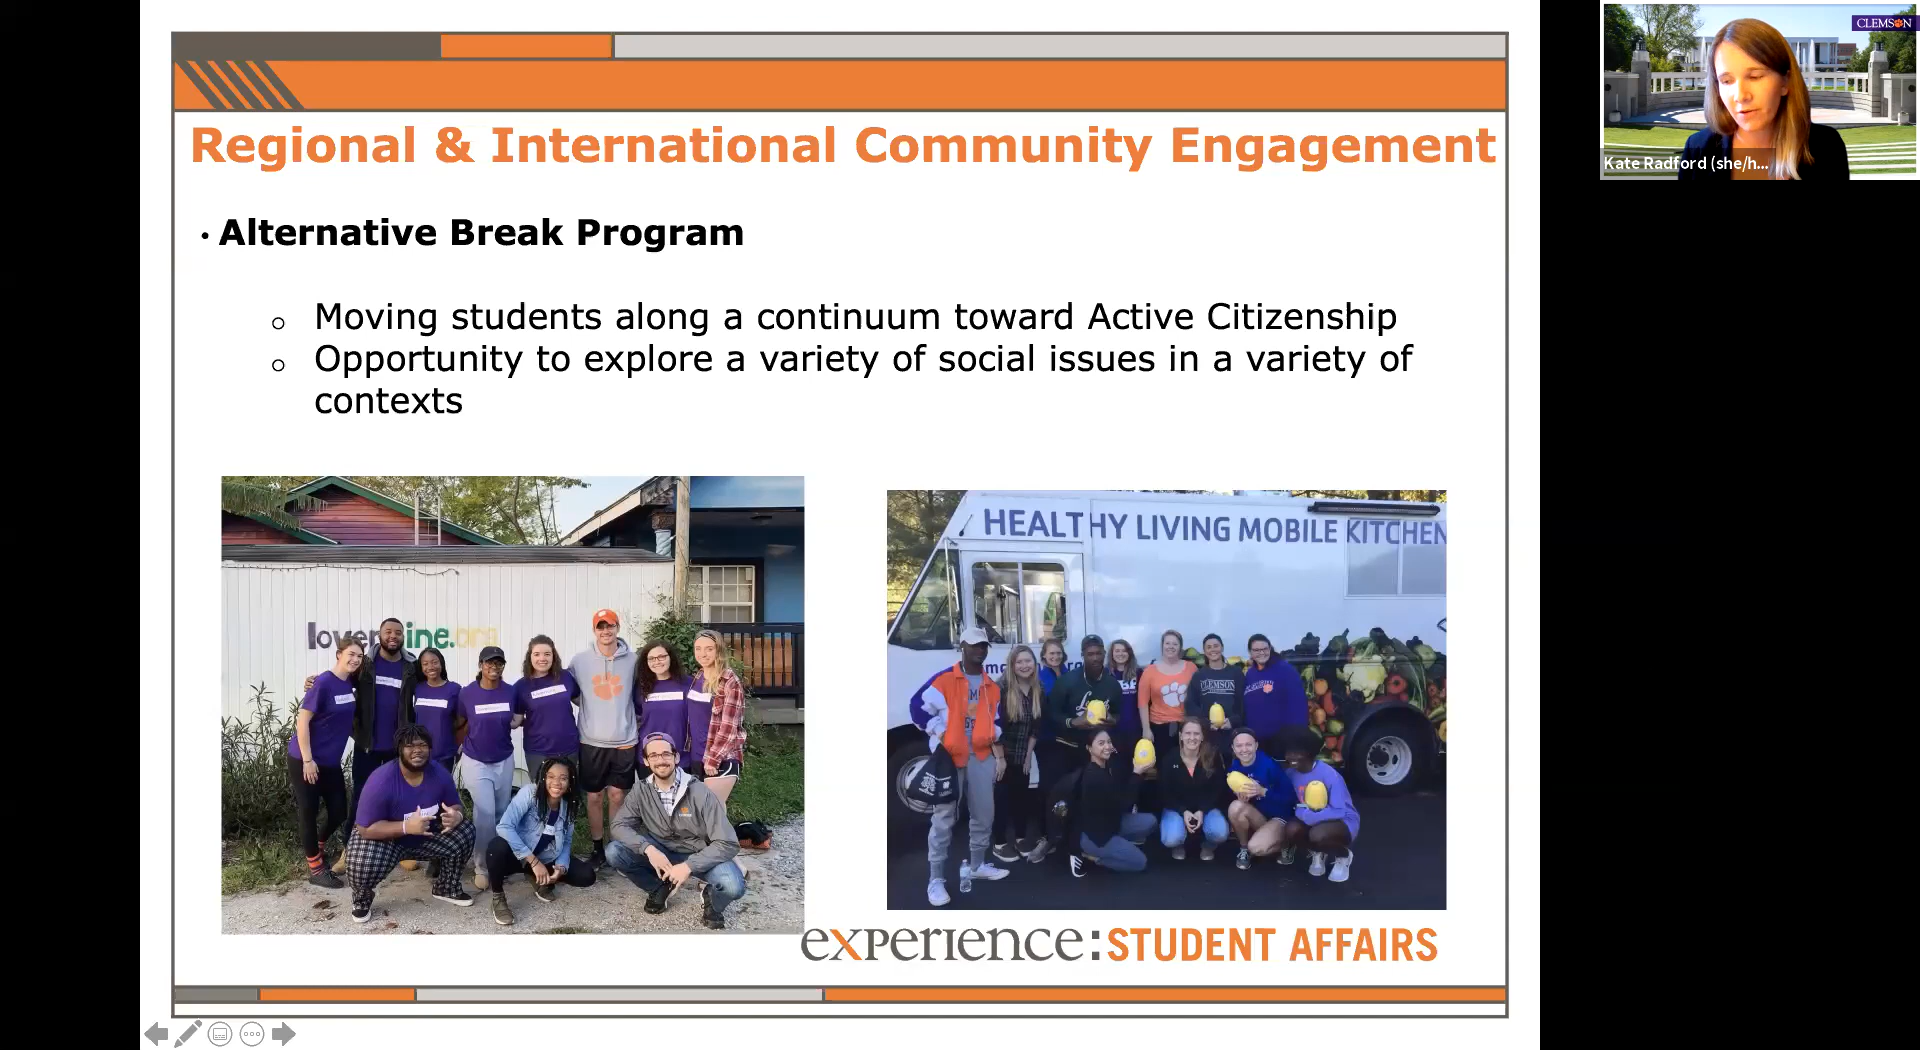 CLEMSON
Kate Radford (she/h...
Regional & International Community Engagement
• Alternative Break Program
o Moving students along a continuum toward Active Citizenship
o Opportunity to explore a variety of social issues in a variety of
contexts
HEALTHY LIVING MOBILE KITCHEN
CLEMSON
experience:STUDENT AFFAIRS